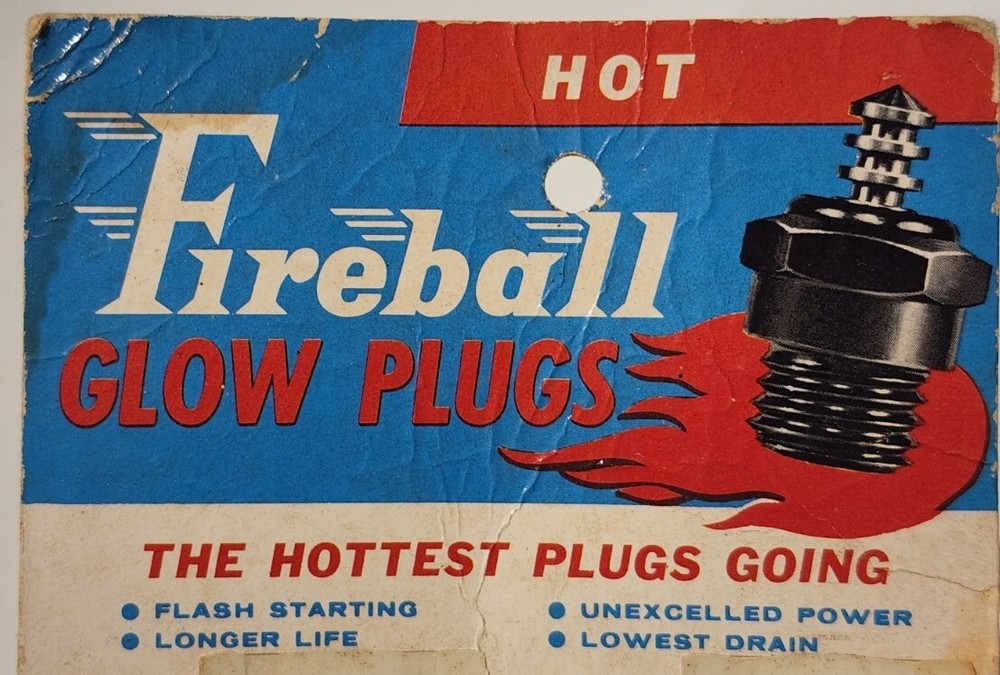 HOT
Fireball
GLOW PLUGS
THE HOTTEST PLUGS GOING
● FLASH STARTING
● LONGER LIFE
● UNEXCELLED POWER
● LOWEST DRAIN